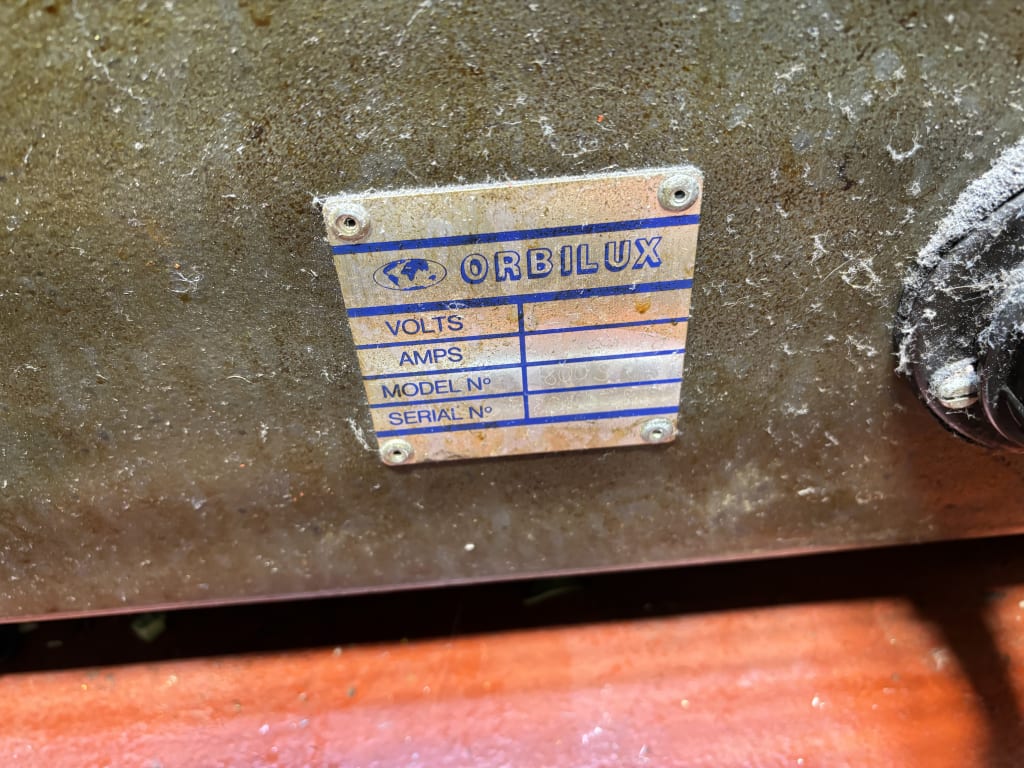 ORBILUX
VOLTS
AMPS
MODEL Nº
SERIAL Nº